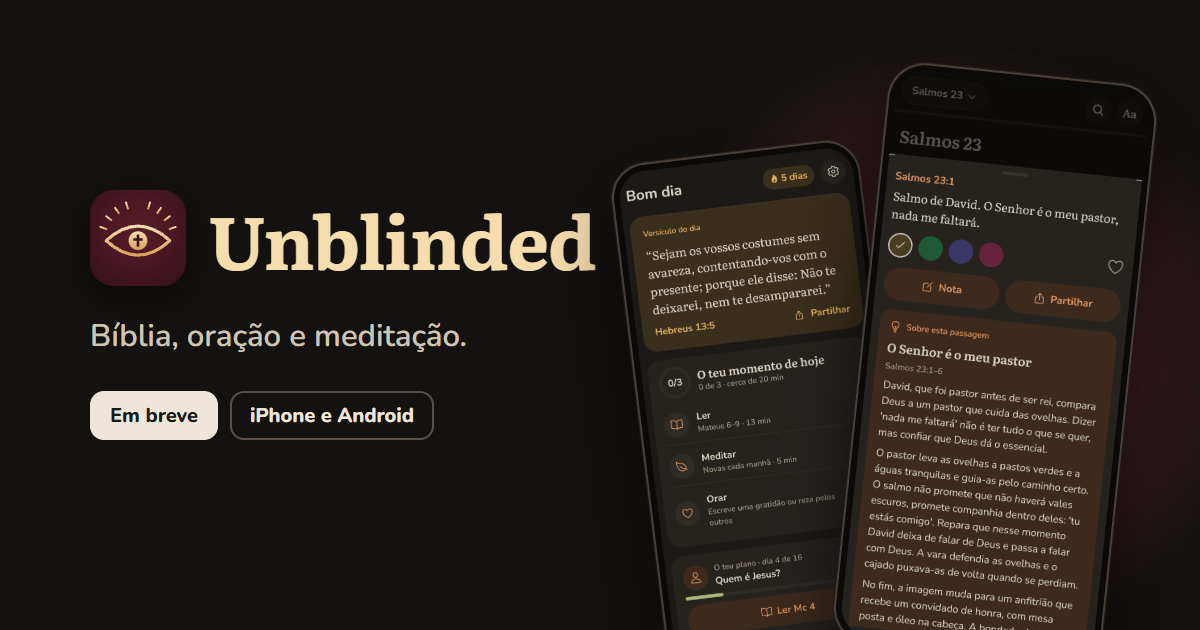 Unblinded
Bíblia, oração e meditação.
Em breve
iPhone e Android
Bom dia
5 dias
Versículo do dia
“Sejam os vossos costumes sem
avareza, contentando-vos com o
presente; porque ele disse: Não te
deixarei, nem te desampararei.”
Hebreus 13:5
Partilhar
0/3
O teu momento de hoje
0 de 3 · cerca de 20 min
Ler
Mateus 6–9 · 13 min
Meditar
Novas cada manhã · 5 min
Orar
Escreve uma gratidão ou reza pelos
outros
O teu plano · dia 4 de 16
Quem é Jesus?
Ler Mc 4
Salmos 23
Aa
Salmos 23
Salmos 23:1
Salmo de David. O Senhor é o meu pastor,
nada me faltará.
Nota
Partilhar
Sobre esta passagem
O Senhor é o meu pastor
Salmos 23:1–6
David, que foi pastor antes de ser rei, compara
Deus a um pastor que cuida das ovelhas. Dizer
'nada me faltará' não é ter tudo o que se quer,
mas confiar que Deus dá o essencial.
O pastor leva as ovelhas a pastos verdes e a
águas tranquilas e guia-as pelo caminho certo.
O salmo não promete que não haverá vales
escuros, promete companhia dentro deles: 'tu
estás comigo'. Repara que nesse momento
David deixa de falar de Deus e passa a falar
com Deus. A vara defendia as ovelhas e o
cajado puxava-as de volta quando se perdiam.
No fim, a imagem muda para um anfitrião que
recebe um convidado de honra, com mesa
posta e óleo na cabeça. A